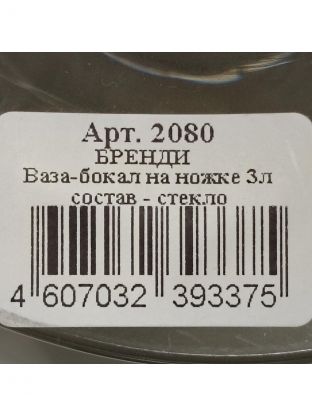 Арт. 2080
БРЕНДИ
Ваза-бокал на ножке 3л
состав - стекло
4 607032 393375